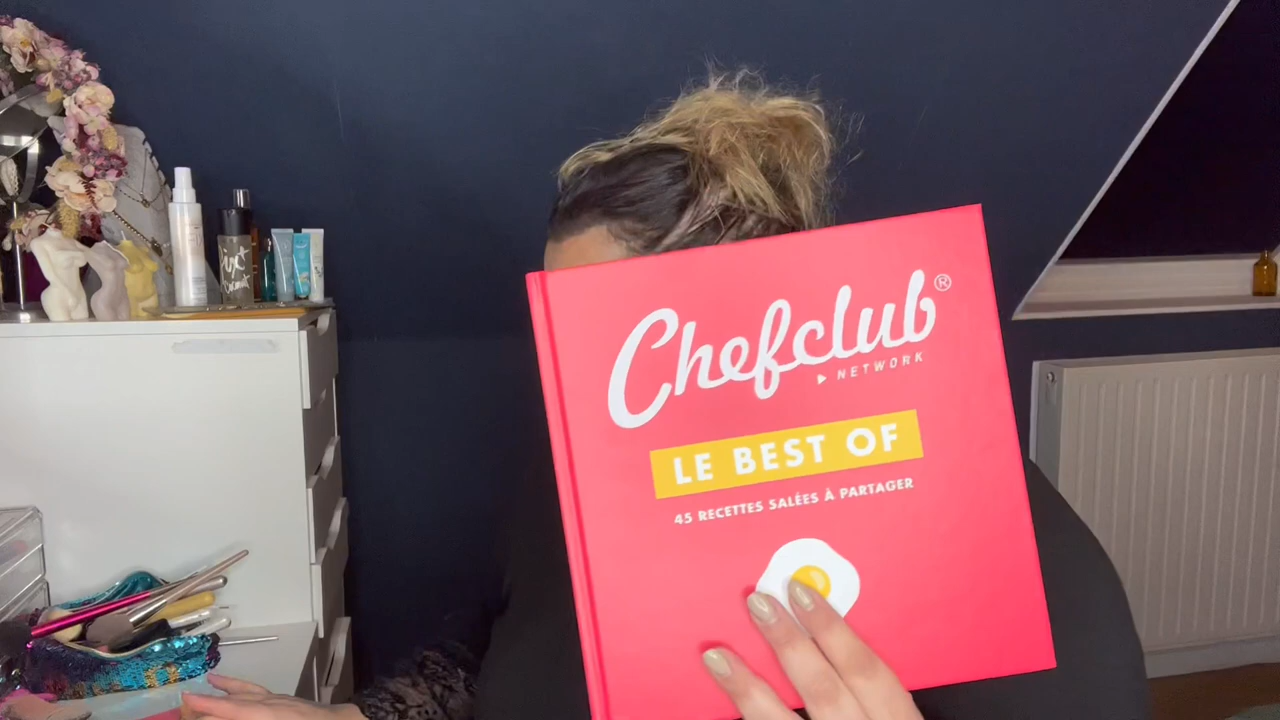 Chefclub®
NETWORK
LE BEST OF
45 RECETTES SALÉES À PARTAGER